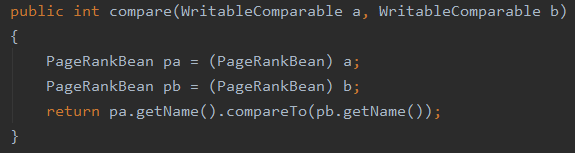 public int compare(WritableComparable a, WritableComparable b)
{
    PageRankBean pa = (PageRankBean) a;
    PageRankBean pb = (PageRankBean) b;
    return pa.getName().compareTo(pb.getName());
}